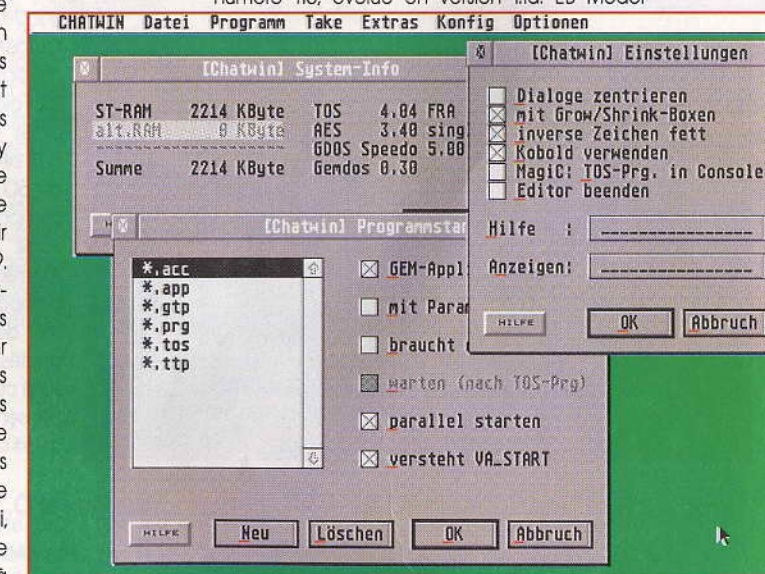 CHATWIN Datei Programm Take Extras Konfig Optionen
[Chatwin] System-Info
ST-RAM 2214 KByte
alt.RAM 0 KByte
Summe 2214 KByte
TOS 4.04 FRA
AES 3.40 sing
GDOS Speedo 5.00
Gemdos 0.30
[Chatwin] Einstellungen
Dialoge zentrieren
mit Grow/Shrink-Boxen
inverse Zeichen fett
Kobold verwenden
MagiC: TOS-Prg. in Console
Editor beenden
Hilfe : ________________
Anzeigen: ________________
HILFE OK Abbruch
[Chatwin] Programmstar
*.acc
*.app
*.gtp
*.prg
*.tos
*.ttp
GEM-Appl
mit Param
braucht
warten (nach TOS-Prg)
parallel starten
versteht VA_START
HILFE Neu Löschen OK Abbruch